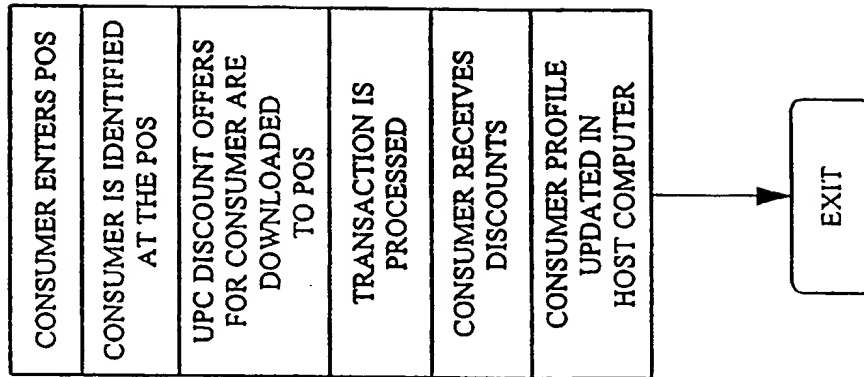 CONSUMER ENTERS POS
CONSUMER IS IDENTIFIED
AT THE POS
UPC DISCOUNT OFFERS
FOR CONSUMER ARE
DOWNLOADED
TO POS
TRANSACTION IS
PROCESSED
CONSUMER RECEIVES
DISCOUNTS
CONSUMER PROFILE
UPDATED IN
HOST COMPUTER
EXIT